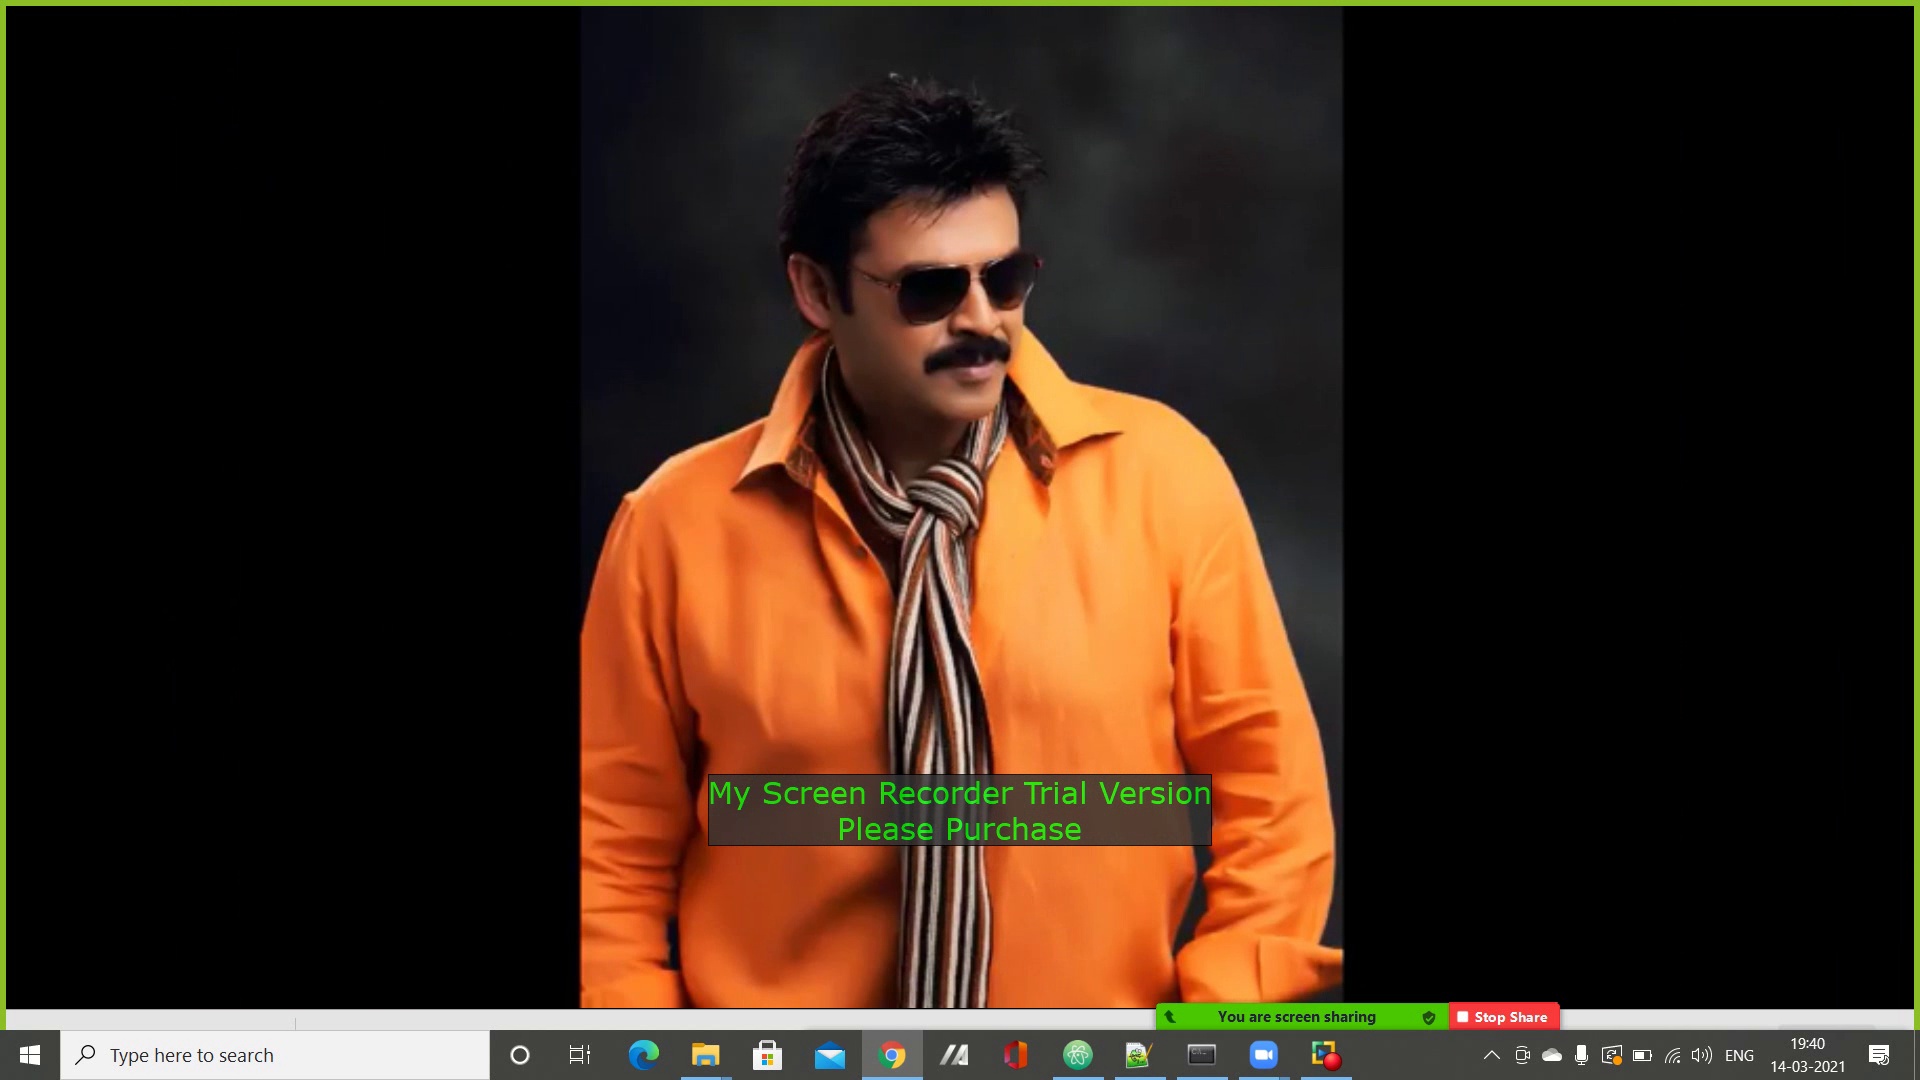 My Screen Recorder Trial Version
Please Purchase
You are screen sharing
Stop Share
Type here to search
ENG
19:40
14-03-2021